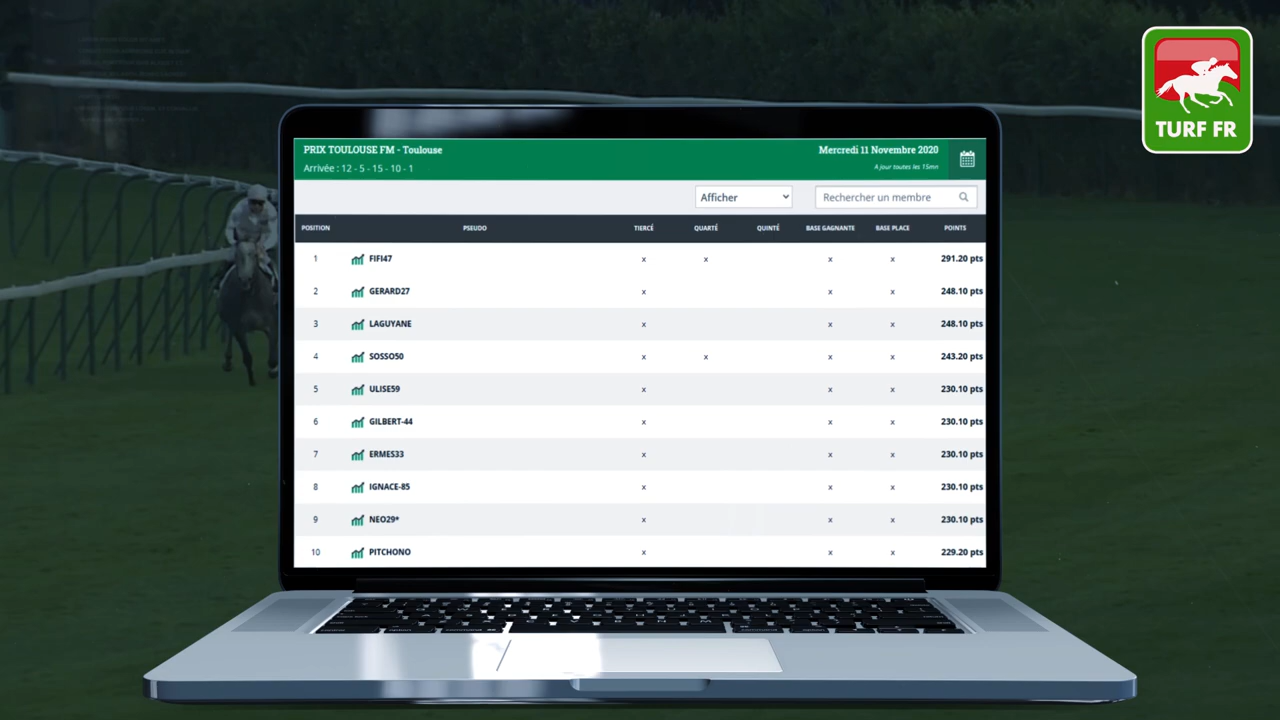 TURF FR
PRIX TOULOUSE FM - Toulouse
Mercredi 11 Novembre 2020
Arrivée : 12 - 5 - 15 - 10 - 1
A jour toutes les 15mn
Afficher
Rechercher un membre
POSITION PSEUDO TIERCÉ QUARTÉ QUINTÉ BASE GAGNANTE BASE PLACE POINTS
1 FIFI47 x x x x 291.20 pts
2 GERARD27 x x x 248.10 pts
3 LAGUYANE x x x 248.10 pts
4 SOSSO50 x x x x 243.20 pts
5 ULISE59 x x x 230.10 pts
6 GILBERT-44 x x x 230.10 pts
7 ERMES33 x x x 230.10 pts
8 IGNACE-85 x x x 230.10 pts
9 NEO29* x x x 230.10 pts
10 PITCHONO x x x 229.20 pts